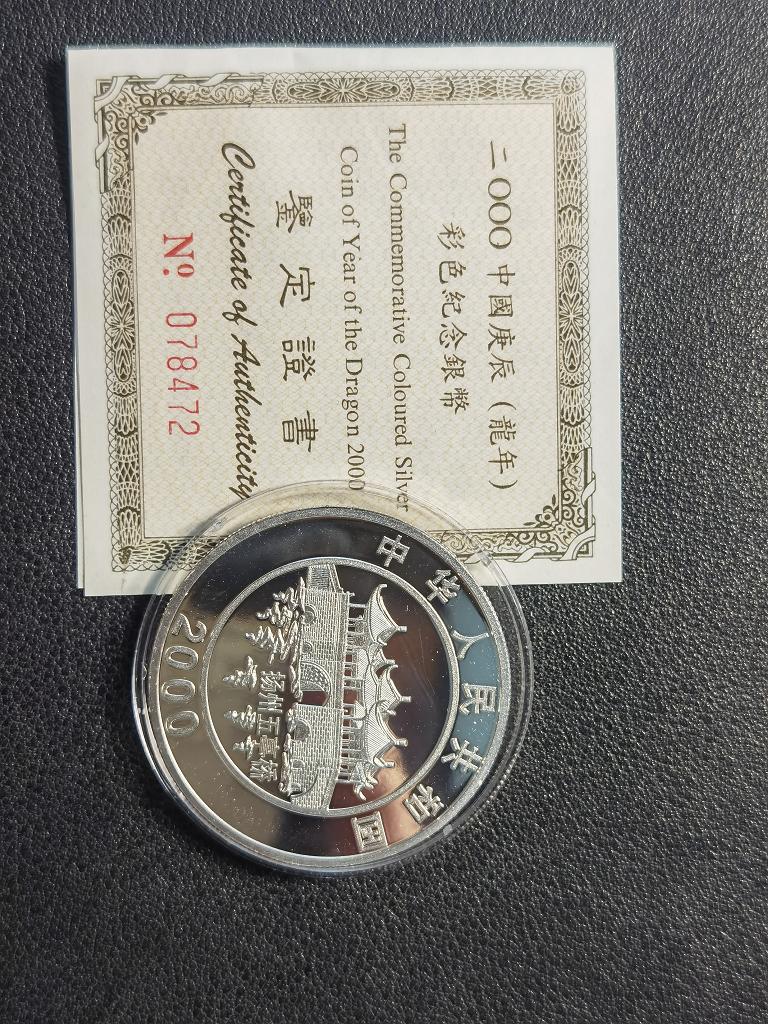 二OOO 中國庚辰（龍年）
彩色紀念銀幣
The Commemorative Coloured Silver
Coin of Year of the Dragon 2000
鑒定證書
Certificate of Authenticity
Nº 078472
中华人民共和国
扬州五亭桥
2000